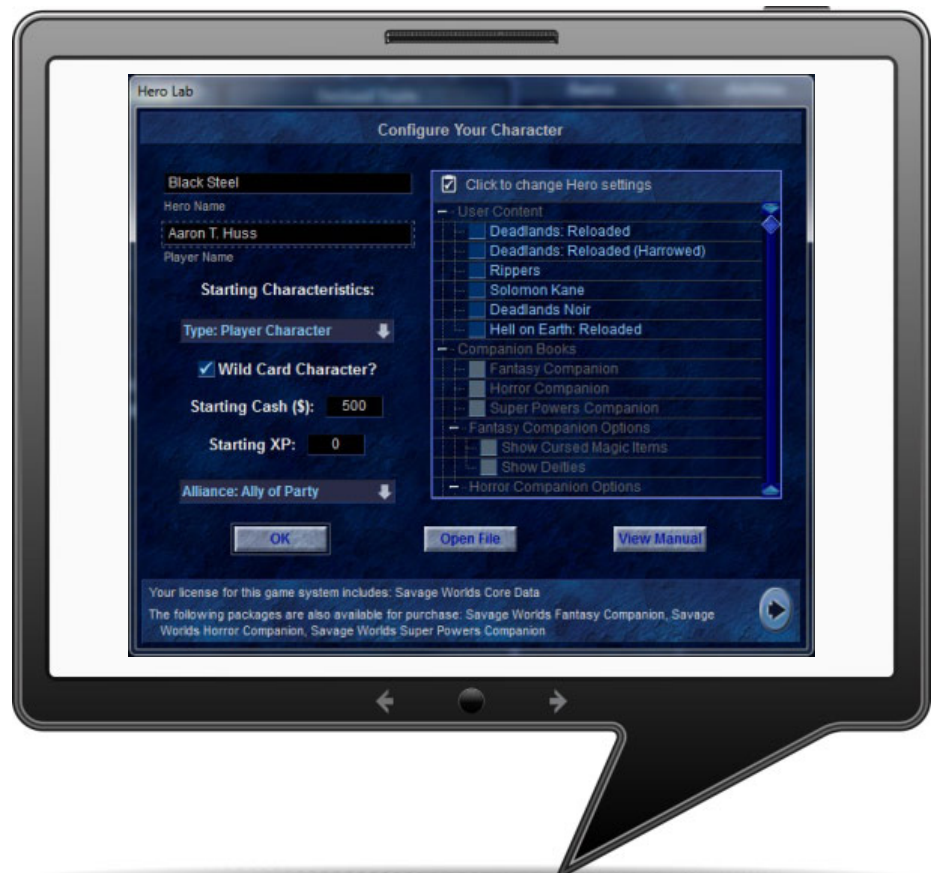 Hero Lab
Configure Your Character
Black Steel
Hero Name
Aaron T. Huss
Player Name
Starting Characteristics:
Type: Player Character
Wild Card Character?
Starting Cash ($): 500
Starting XP: 0
Alliance: Ally of Party
Click to change Hero settings
User Content
Deadlands: Reloaded
Deadlands: Reloaded (Harrowed)
Rippers
Solomon Kane
Deadlands Noir
Hell on Earth: Reloaded
Companion Books
Fantasy Companion
Horror Companion
Super Powers Companion
Fantasy Companion Options
Show Cursed Magic Items
Show Deities
Horror Companion Options
OK
Open File
View Manual
Your license for this game system includes: Savage Worlds Core Data
The following packages are also available for purchase: Savage Worlds Fantasy Companion, Savage
Worlds Horror Companion, Savage Worlds Super Powers Companion